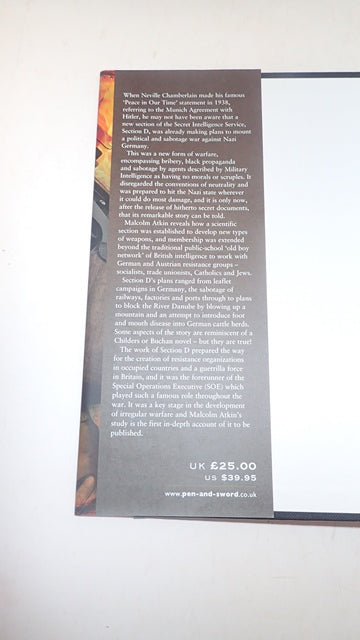 When Neville Chamberlain made his famous
'Peace in Our Time' statement in 1938,
referring to the Munich Agreement with
Hitler, he may not have been aware that a
new section of the Secret Intelligence Service,
Section D, was already making plans to mount
a political and sabotage war against Nazi
Germany.
This was a new form of warfare,
encompassing bribery, black propaganda
and sabotage by agents described by Military
Intelligence as having no morals or scruples. It
disregarded the conventions of neutrality and
was prepared to hit the Nazi state wherever
it could do most damage, and it is only now,
after the release of hitherto secret documents,
that its remarkable story can be told.
Malcolm Atkin reveals how a scientific
section was established to develop new types
of weapons, and membership was extended
beyond the traditional public-school 'old boy
network' of British intelligence to work with
German and Austrian resistance groups –
socialists, trade unionists, Catholics and Jews.
Section D's plans ranged from leaflet
campaigns in Germany, the sabotage of
railways, factories and ports through to plans
to block the River Danube by blowing up a
mountain and an attempt to introduce foot
and mouth disease into German cattle herds.
Some aspects of the story are reminiscent of a
Childers or Buchan novel – but they are true!
The work of Section D prepared the way
for the creation of resistance organizations
in occupied countries and a guerrilla force
in Britain, and it was the forerunner of the
Special Operations Executive (SOE) which
played such a famous role throughout the
war. It was a key stage in the development
of irregular warfare and Malcolm Atkin's
study is the first in-depth account of it to be
published.
UK £25.00
US $39.95
www.pen-and-sword.co.uk